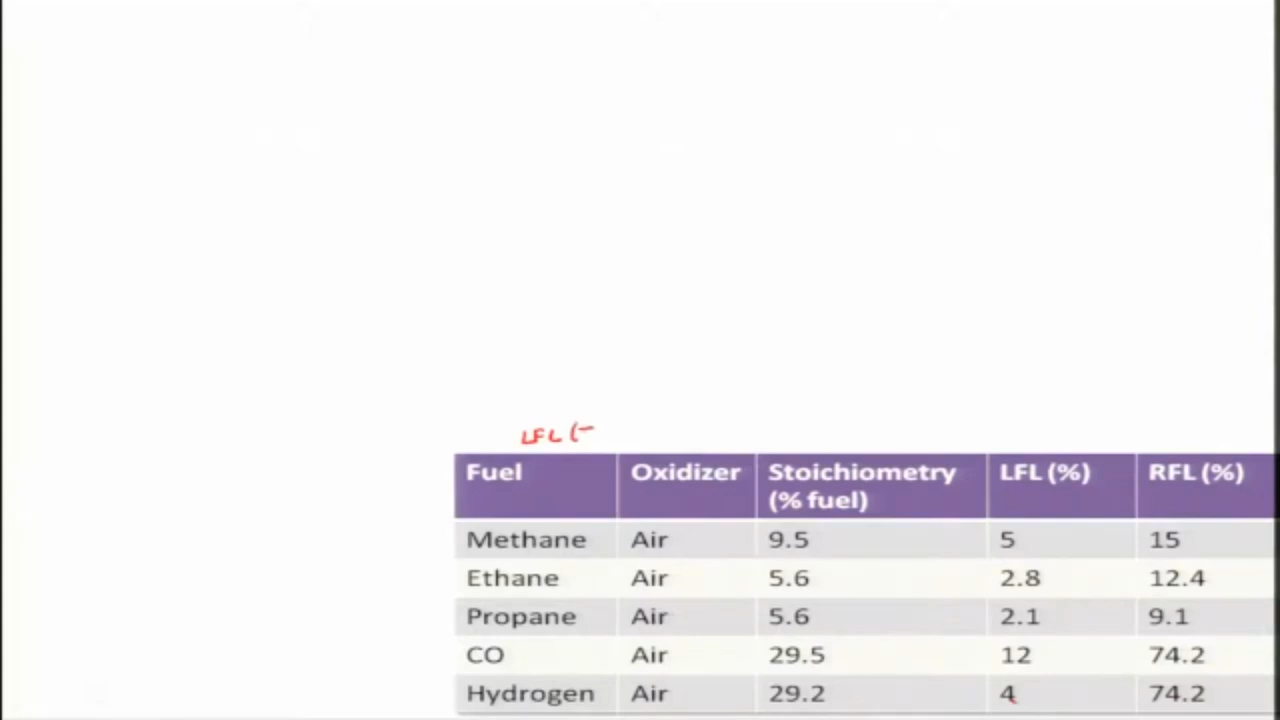 LFL (-
Fuel Oxidizer Stoichiometry (% fuel) LFL (%) RFL (%)
Methane Air 9.5 5 15
Ethane Air 5.6 2.8 12.4
Propane Air 5.6 2.1 9.1
CO Air 29.5 12 74.2
Hydrogen Air 29.2 4 74.2